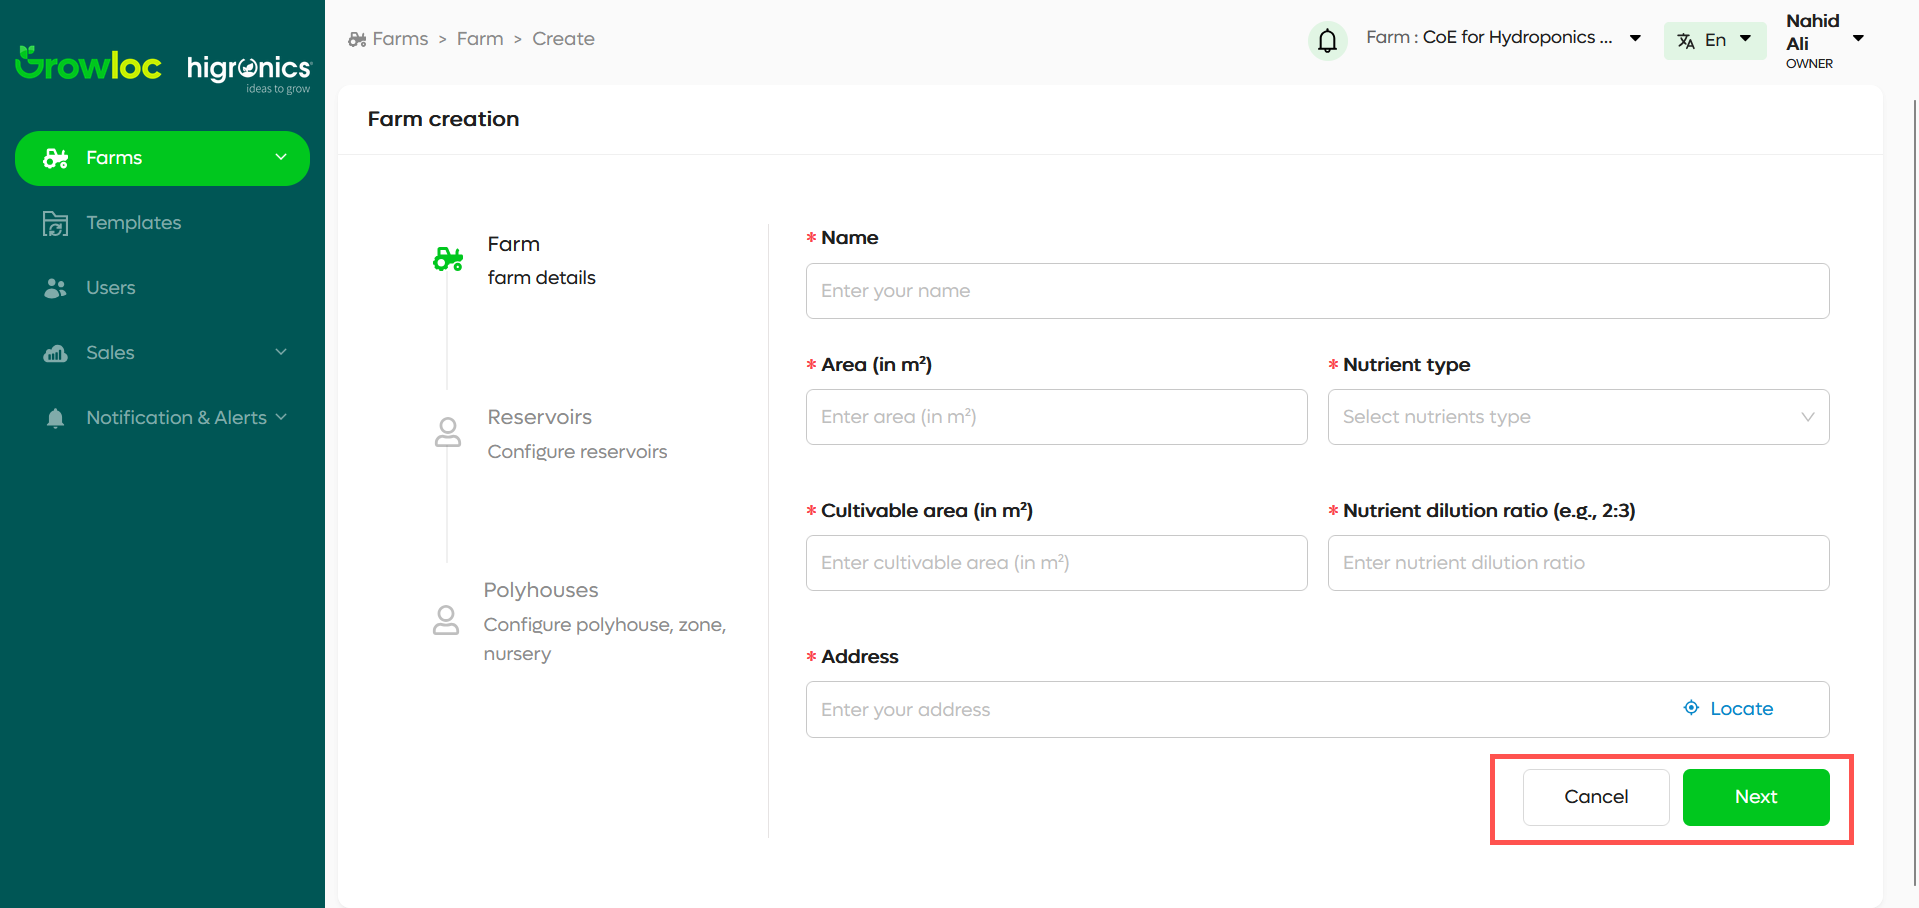 Growloc
higronics
ideas to grow
Farms
Templates
Users
Sales
Notification & Alerts
Farms > Farm > Create
Farm : CoE for Hydroponics ...
En
Nahid
Ali
OWNER
Farm creation
Farm
farm details
Reservoirs
Configure reservoirs
Polyhouses
Configure polyhouse, zone,
nursery
* Name
Enter your name
* Area (in m²)
Enter area (in m²)
* Nutrient type
Select nutrients type
* Cultivable area (in m²)
Enter cultivable area (in m²)
* Nutrient dilution ratio (e.g., 2:3)
Enter nutrient dilution ratio
* Address
Enter your address
Locate
Cancel
Next